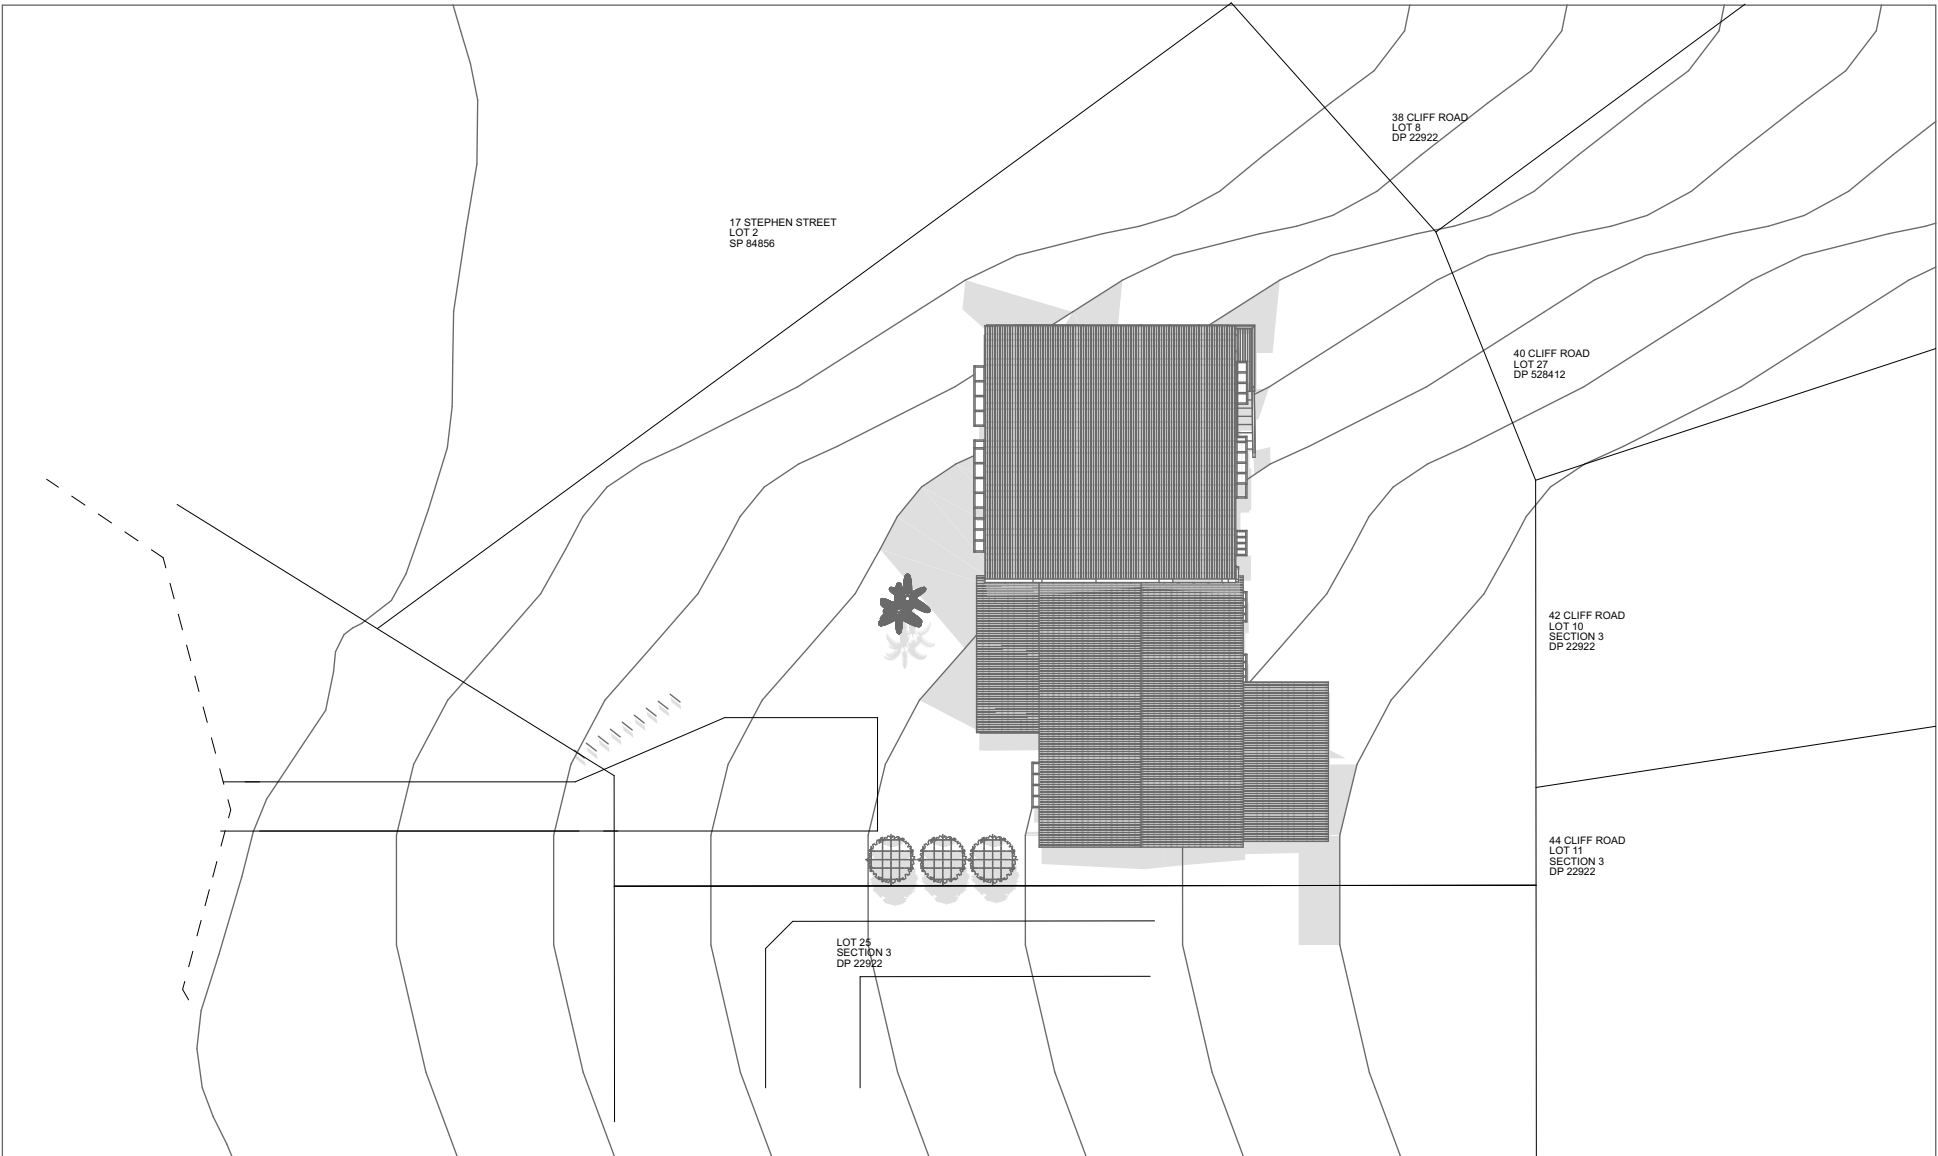 38 CLIFF ROAD
LOT 8
DP 22922
17 STEPHEN STREET
LOT 2
SP 84856
40 CLIFF ROAD
LOT 27
DP 528412
42 CLIFF ROAD
LOT 10
SECTION 3
DP 22922
44 CLIFF ROAD
LOT 11
SECTION 3
DP 22922
LOT 25
SECTION 3
DP 22922